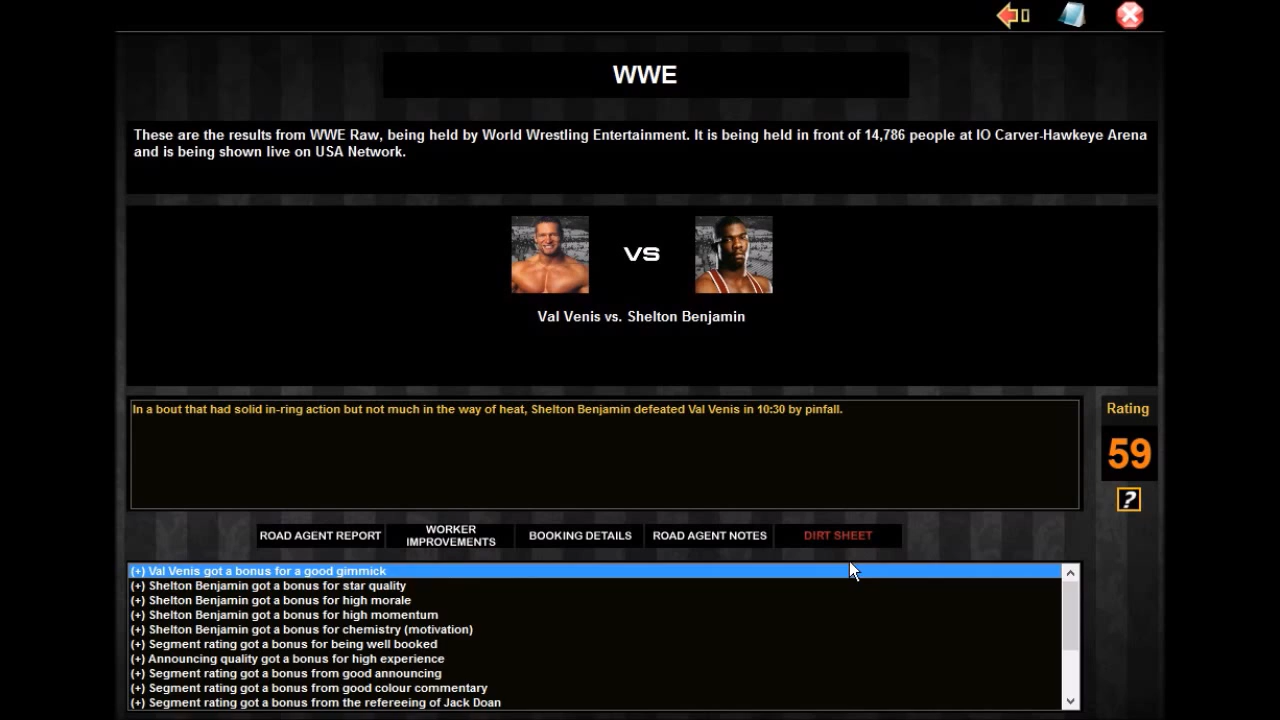 WWE
These are the results from WWE Raw, being held by World Wrestling Entertainment. It is being held in front of 14,786 people at IO Carver-Hawkeye Arena
and is being shown live on USA Network.
VS
Val Venis vs. Shelton Benjamin
In a bout that had solid in-ring action but not much in the way of heat, Shelton Benjamin defeated Val Venis in 10:30 by pinfall.
Rating
59
?
ROAD AGENT REPORT
WORKER
IMPROVEMENTS
BOOKING DETAILS
ROAD AGENT NOTES
DIRT SHEET
(+) Val Venis got a bonus for a good gimmick
(+) Shelton Benjamin got a bonus for star quality
(+) Shelton Benjamin got a bonus for high morale
(+) Shelton Benjamin got a bonus for high momentum
(+) Shelton Benjamin got a bonus for chemistry (motivation)
(+) Segment rating got a bonus for being well booked
(+) Announcing quality got a bonus for high experience
(+) Segment rating got a bonus from good announcing
(+) Segment rating got a bonus from good colour commentary
(+) Segment rating got a bonus from the refereeing of Jack Doan